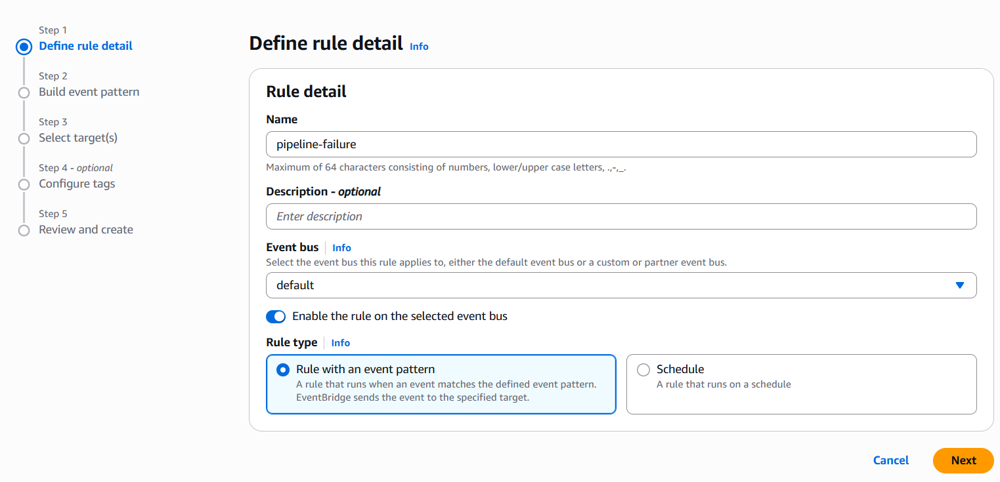 Step 1
Define rule detail
Step 2
Build event pattern
Step 3
Select target(s)
Step 4 - optional
Configure tags
Step 5
Review and create
Define rule detail Info
Rule detail
Name
pipeline-failure
Maximum of 64 characters consisting of numbers, lower/upper case letters, .,-,_.
Description - optional
Enter description
Event bus Info
Select the event bus this rule applies to, either the default event bus or a custom or partner event bus.
default
Enable the rule on the selected event bus
Rule type Info
Rule with an event pattern
A rule that runs when an event matches the defined event pattern.
EventBridge sends the event to the specified target.
Schedule
A rule that runs on a schedule
Cancel
Next